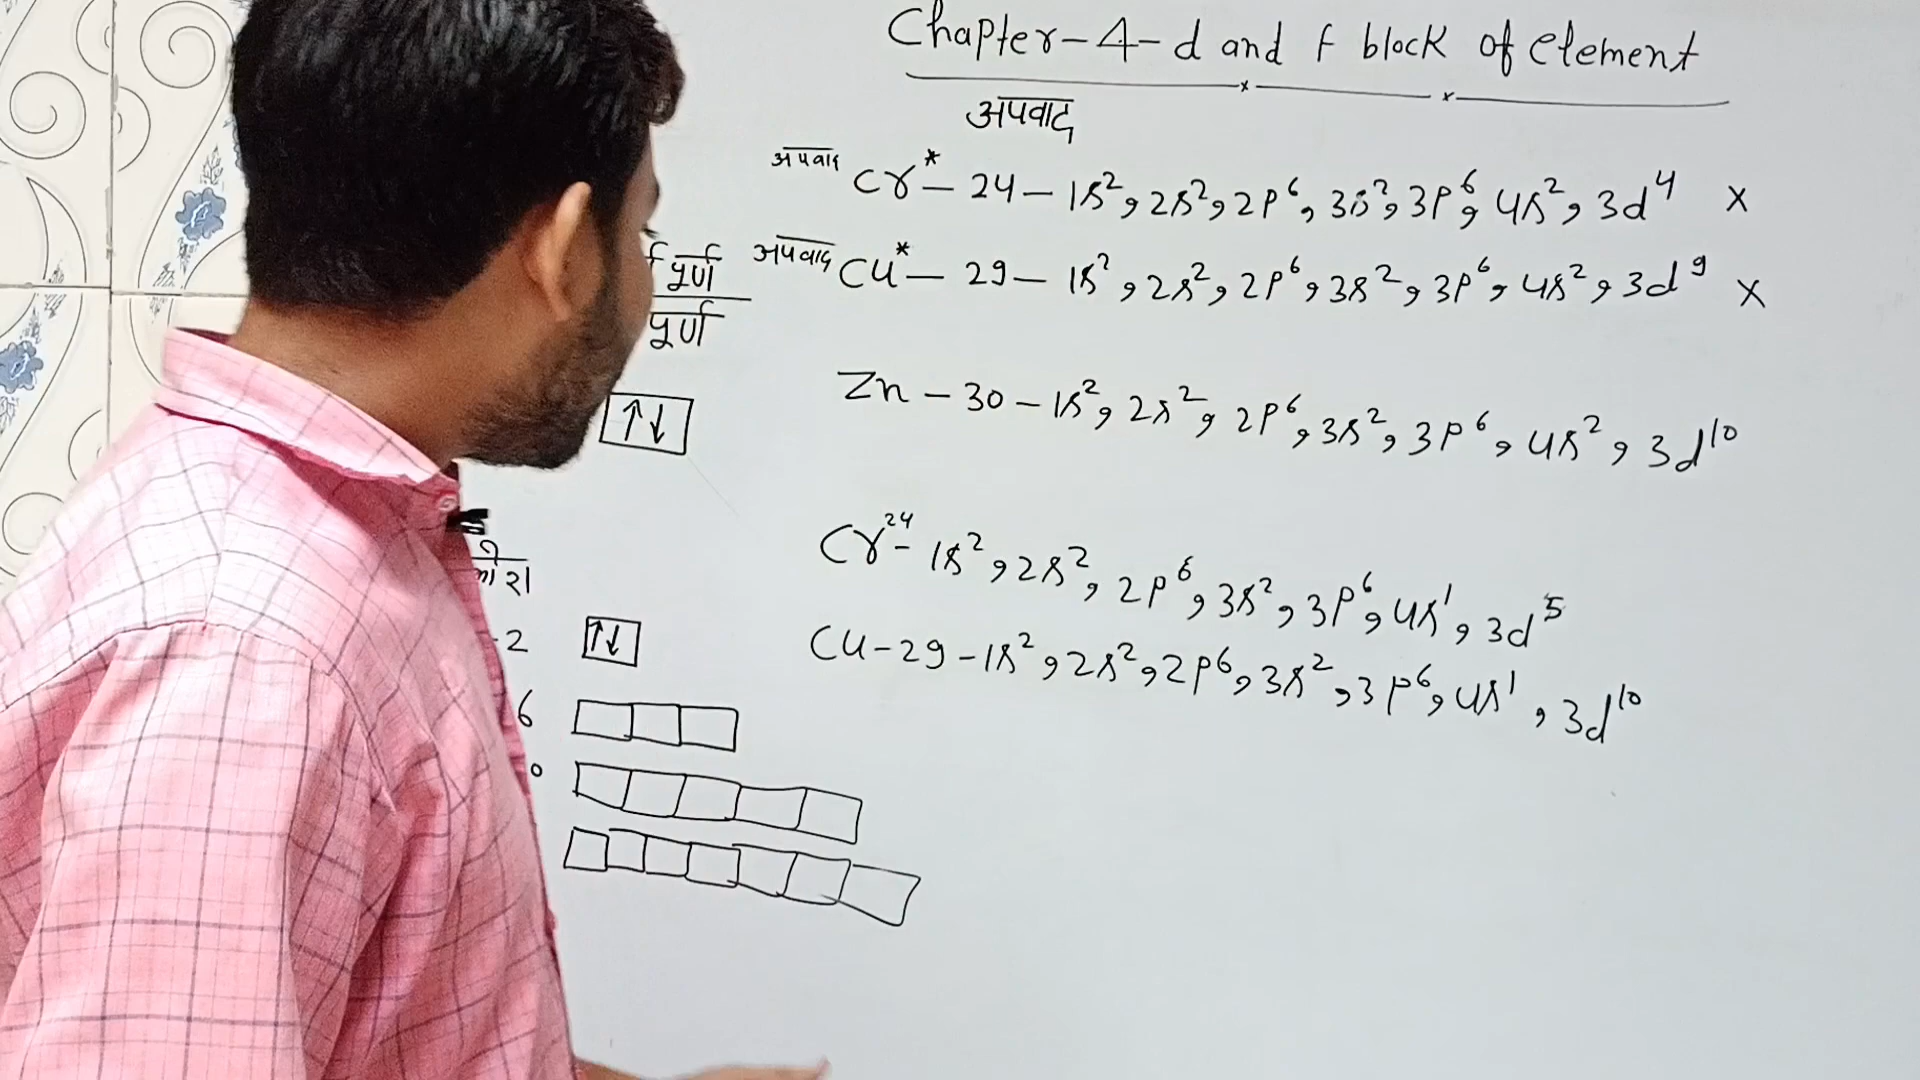 Chapter-4-d and f block of element
अपवाद
अपवाद Cr* - 24 - 1s², 2s², 2p⁶, 3s², 3p⁶, 4s², 3d⁴ ×
अपवाद Cu* - 29 - 1s², 2s², 2p⁶, 3s², 3p⁶, 4s², 3d⁹ ×
पूर्ण
पूर्ण
Zn - 30 - 1s², 2s², 2p⁶, 3s², 3p⁶, 4s², 3d¹⁰
↑↓
Cr²⁴ - 1s², 2s², 2p⁶, 3s², 3p⁶, 4s¹, 3d⁵
Cu - 29 - 1s², 2s², 2p⁶, 3s², 3p⁶, 4s¹, 3d¹⁰
-2 ↑↓
6